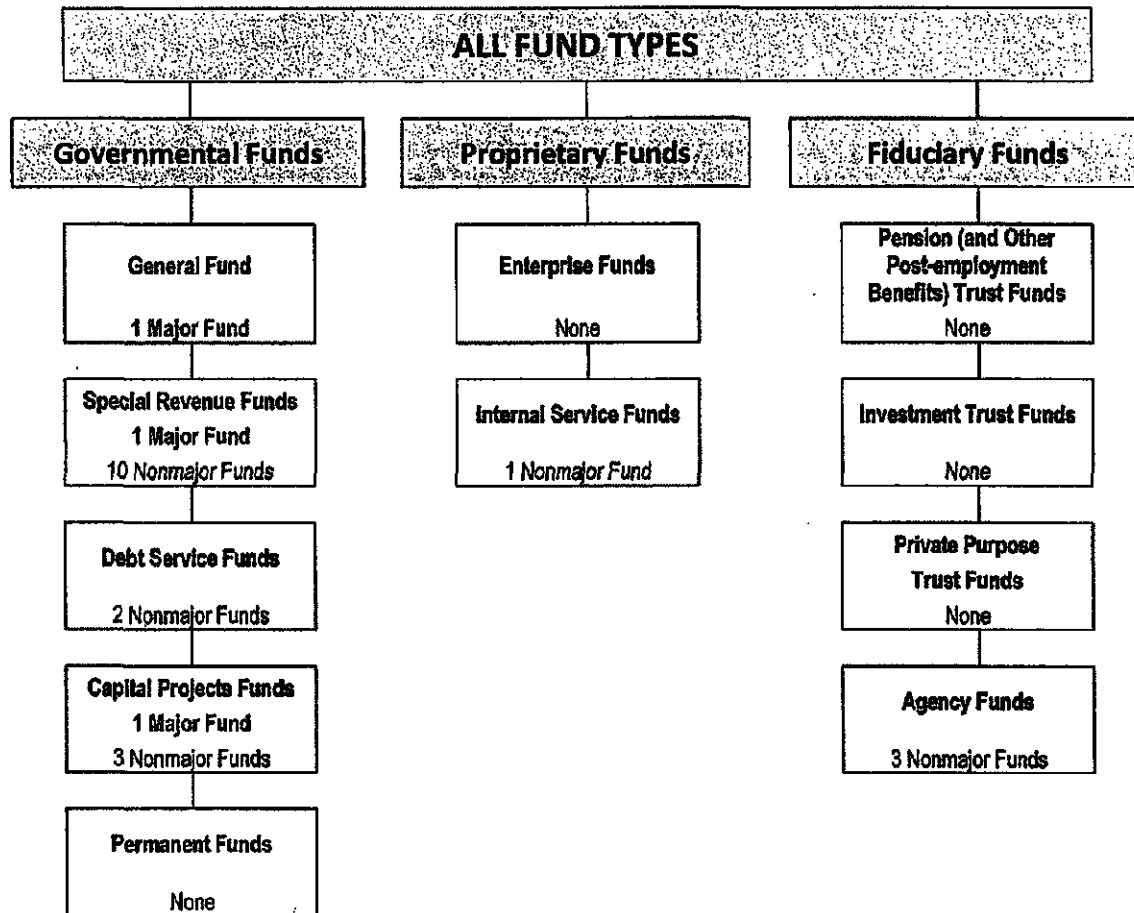 ALL FUND TYPES
Governmental Funds
General Fund
1 Major Fund
Special Revenue Funds
1 Major Fund
10 Nonmajor Funds
Debt Service Funds
2 Nonmajor Funds
Capital Projects Funds
1 Major Fund
3 Nonmajor Funds
Permanent Funds
None
Proprietary Funds
Enterprise Funds
None
Internal Service Funds
1 Nonmajor Fund
Fiduciary Funds
Pension (and Other
Post-employment
Benefits) Trust Funds
None
Investment Trust Funds
None
Private Purpose
Trust Funds
None
Agency Funds
3 Nonmajor Funds